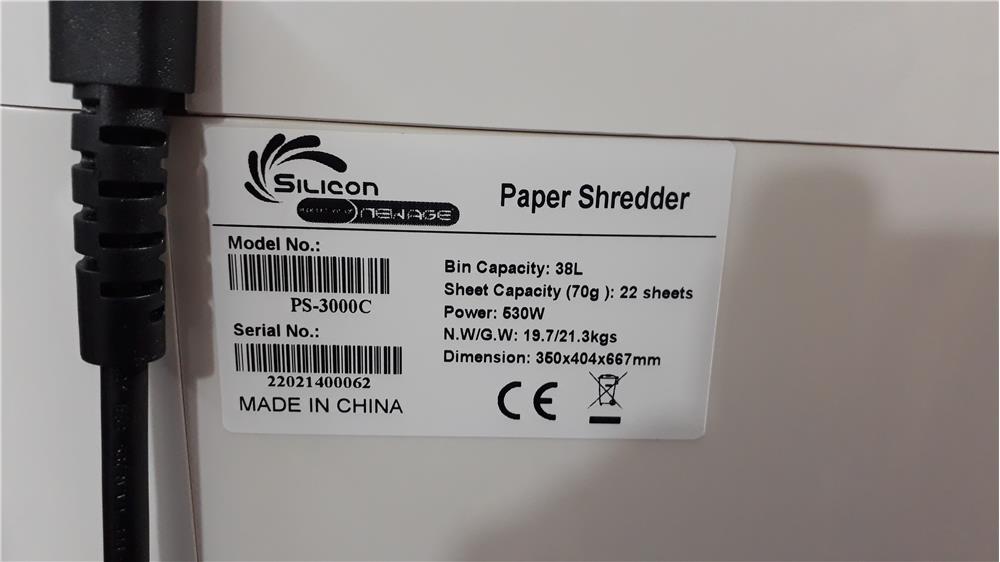 SILICON
NEWAGE
Paper Shredder
Model No.:
PS-3000C
Serial No.:
22021400062
MADE IN CHINA
Bin Capacity: 38L
Sheet Capacity (70g ): 22 sheets
Power: 530W
N.W/G.W: 19.7/21.3kgs
Dimension: 350x404x667mm
CE